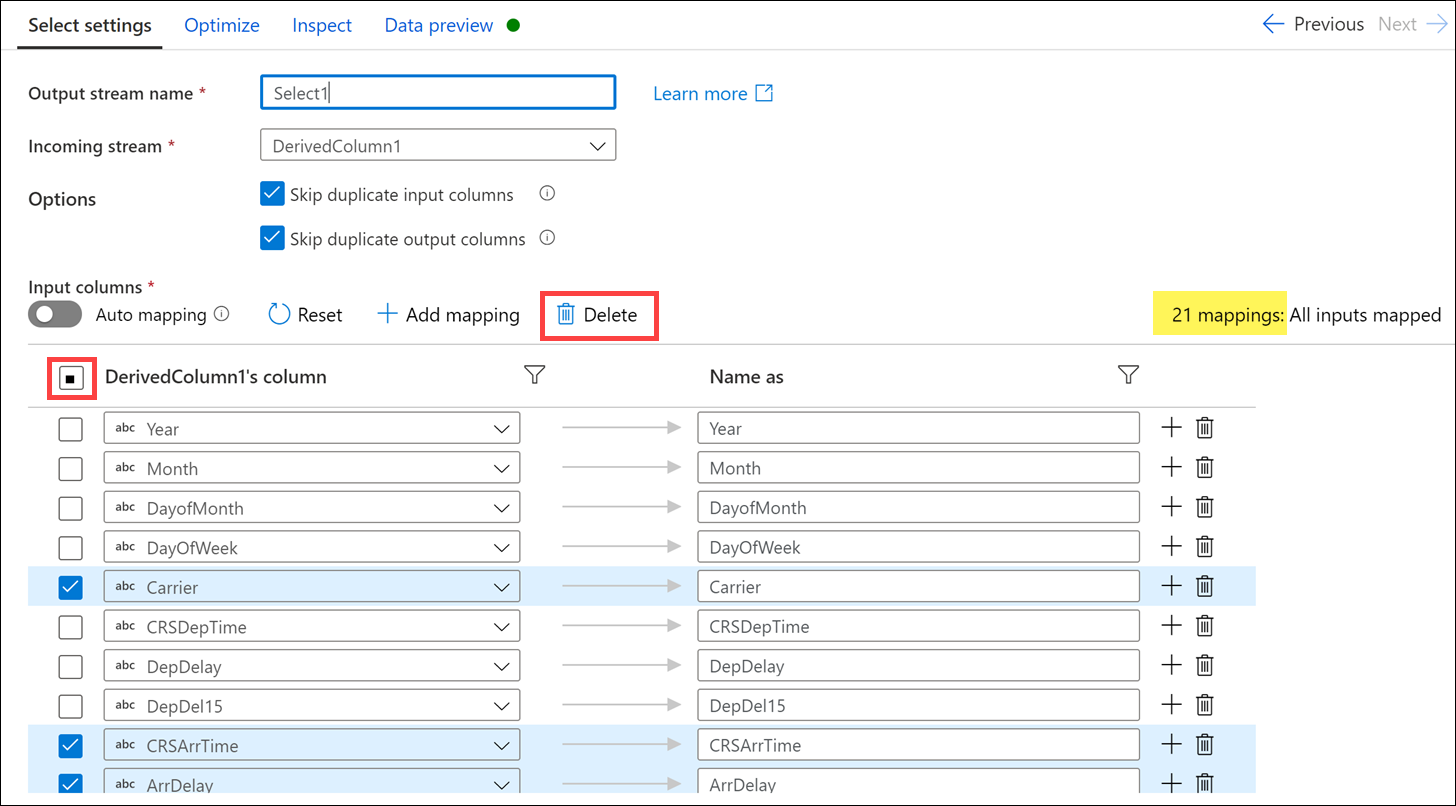 Select settings Optimize Inspect Data preview Previous Next
Output stream name * Select1 Learn more
Incoming stream * DerivedColumn1
Options Skip duplicate input columns
Skip duplicate output columns
Input columns *
Auto mapping Reset Add mapping Delete 21 mappings: All inputs mapped
DerivedColumn1's column Name as
abc Year Year
abc Month Month
abc DayofMonth DayofMonth
abc DayOfWeek DayOfWeek
abc Carrier Carrier
abc CRSDepTime CRSDepTime
abc DepDelay DepDelay
abc DepDel15 DepDel15
abc CRSArrTime CRSArrTime
abc ArrDelay ArrDelay